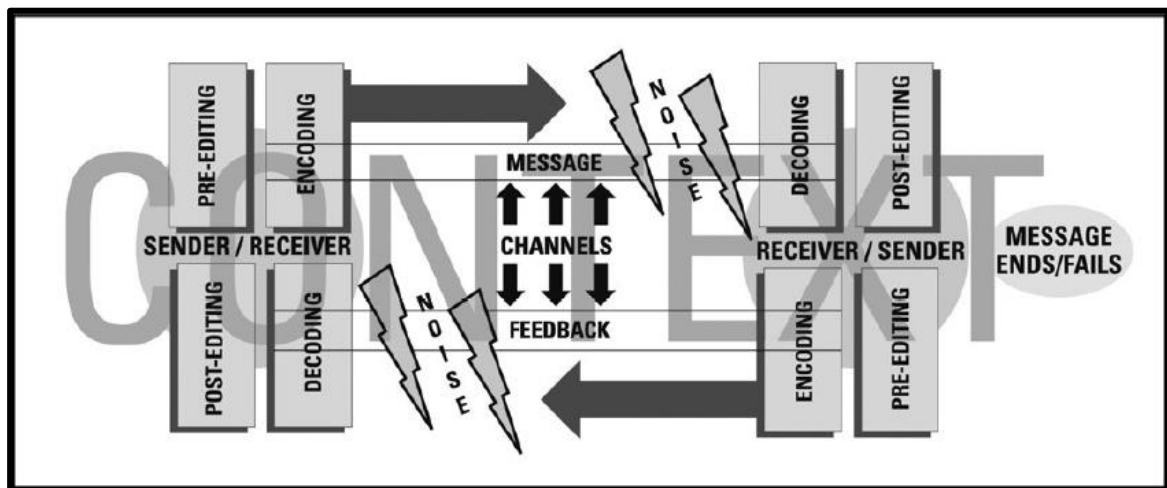 CONTEXT
PRE-EDITING
ENCODING
NOISE
DECODING
POST-EDITING
MESSAGE
SENDER / RECEIVER
CHANNELS
RECEIVER / SENDER
MESSAGE
ENDS/FAILS
POST-EDITING
DECODING
NOISE
FEEDBACK
ENCODING
PRE-EDITING